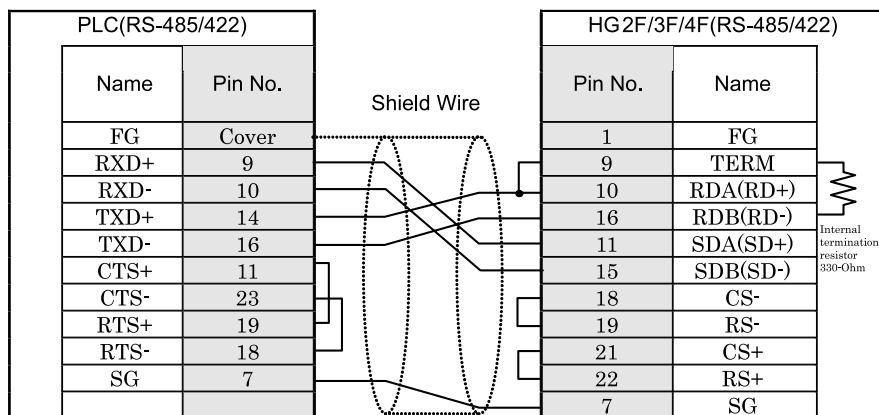 PLC(RS-485/422) HG2F/3F/4F(RS-485/422)
Name Pin No. Shield Wire Pin No. Name
FG Cover 1 FG
RXD+ 9 9 TERM
RXD- 10 10 RDA(RD+)
TXD+ 14 16 RDB(RD-)
TXD- 16 11 SDA(SD+)
CTS+ 11 15 SDB(SD-)
CTS- 23 18 CS-
RTS+ 19 19 RS-
RTS- 18 21 CS+
SG 7 22 RS+
7 SG
Internal
termination
resistor
330-Ohm